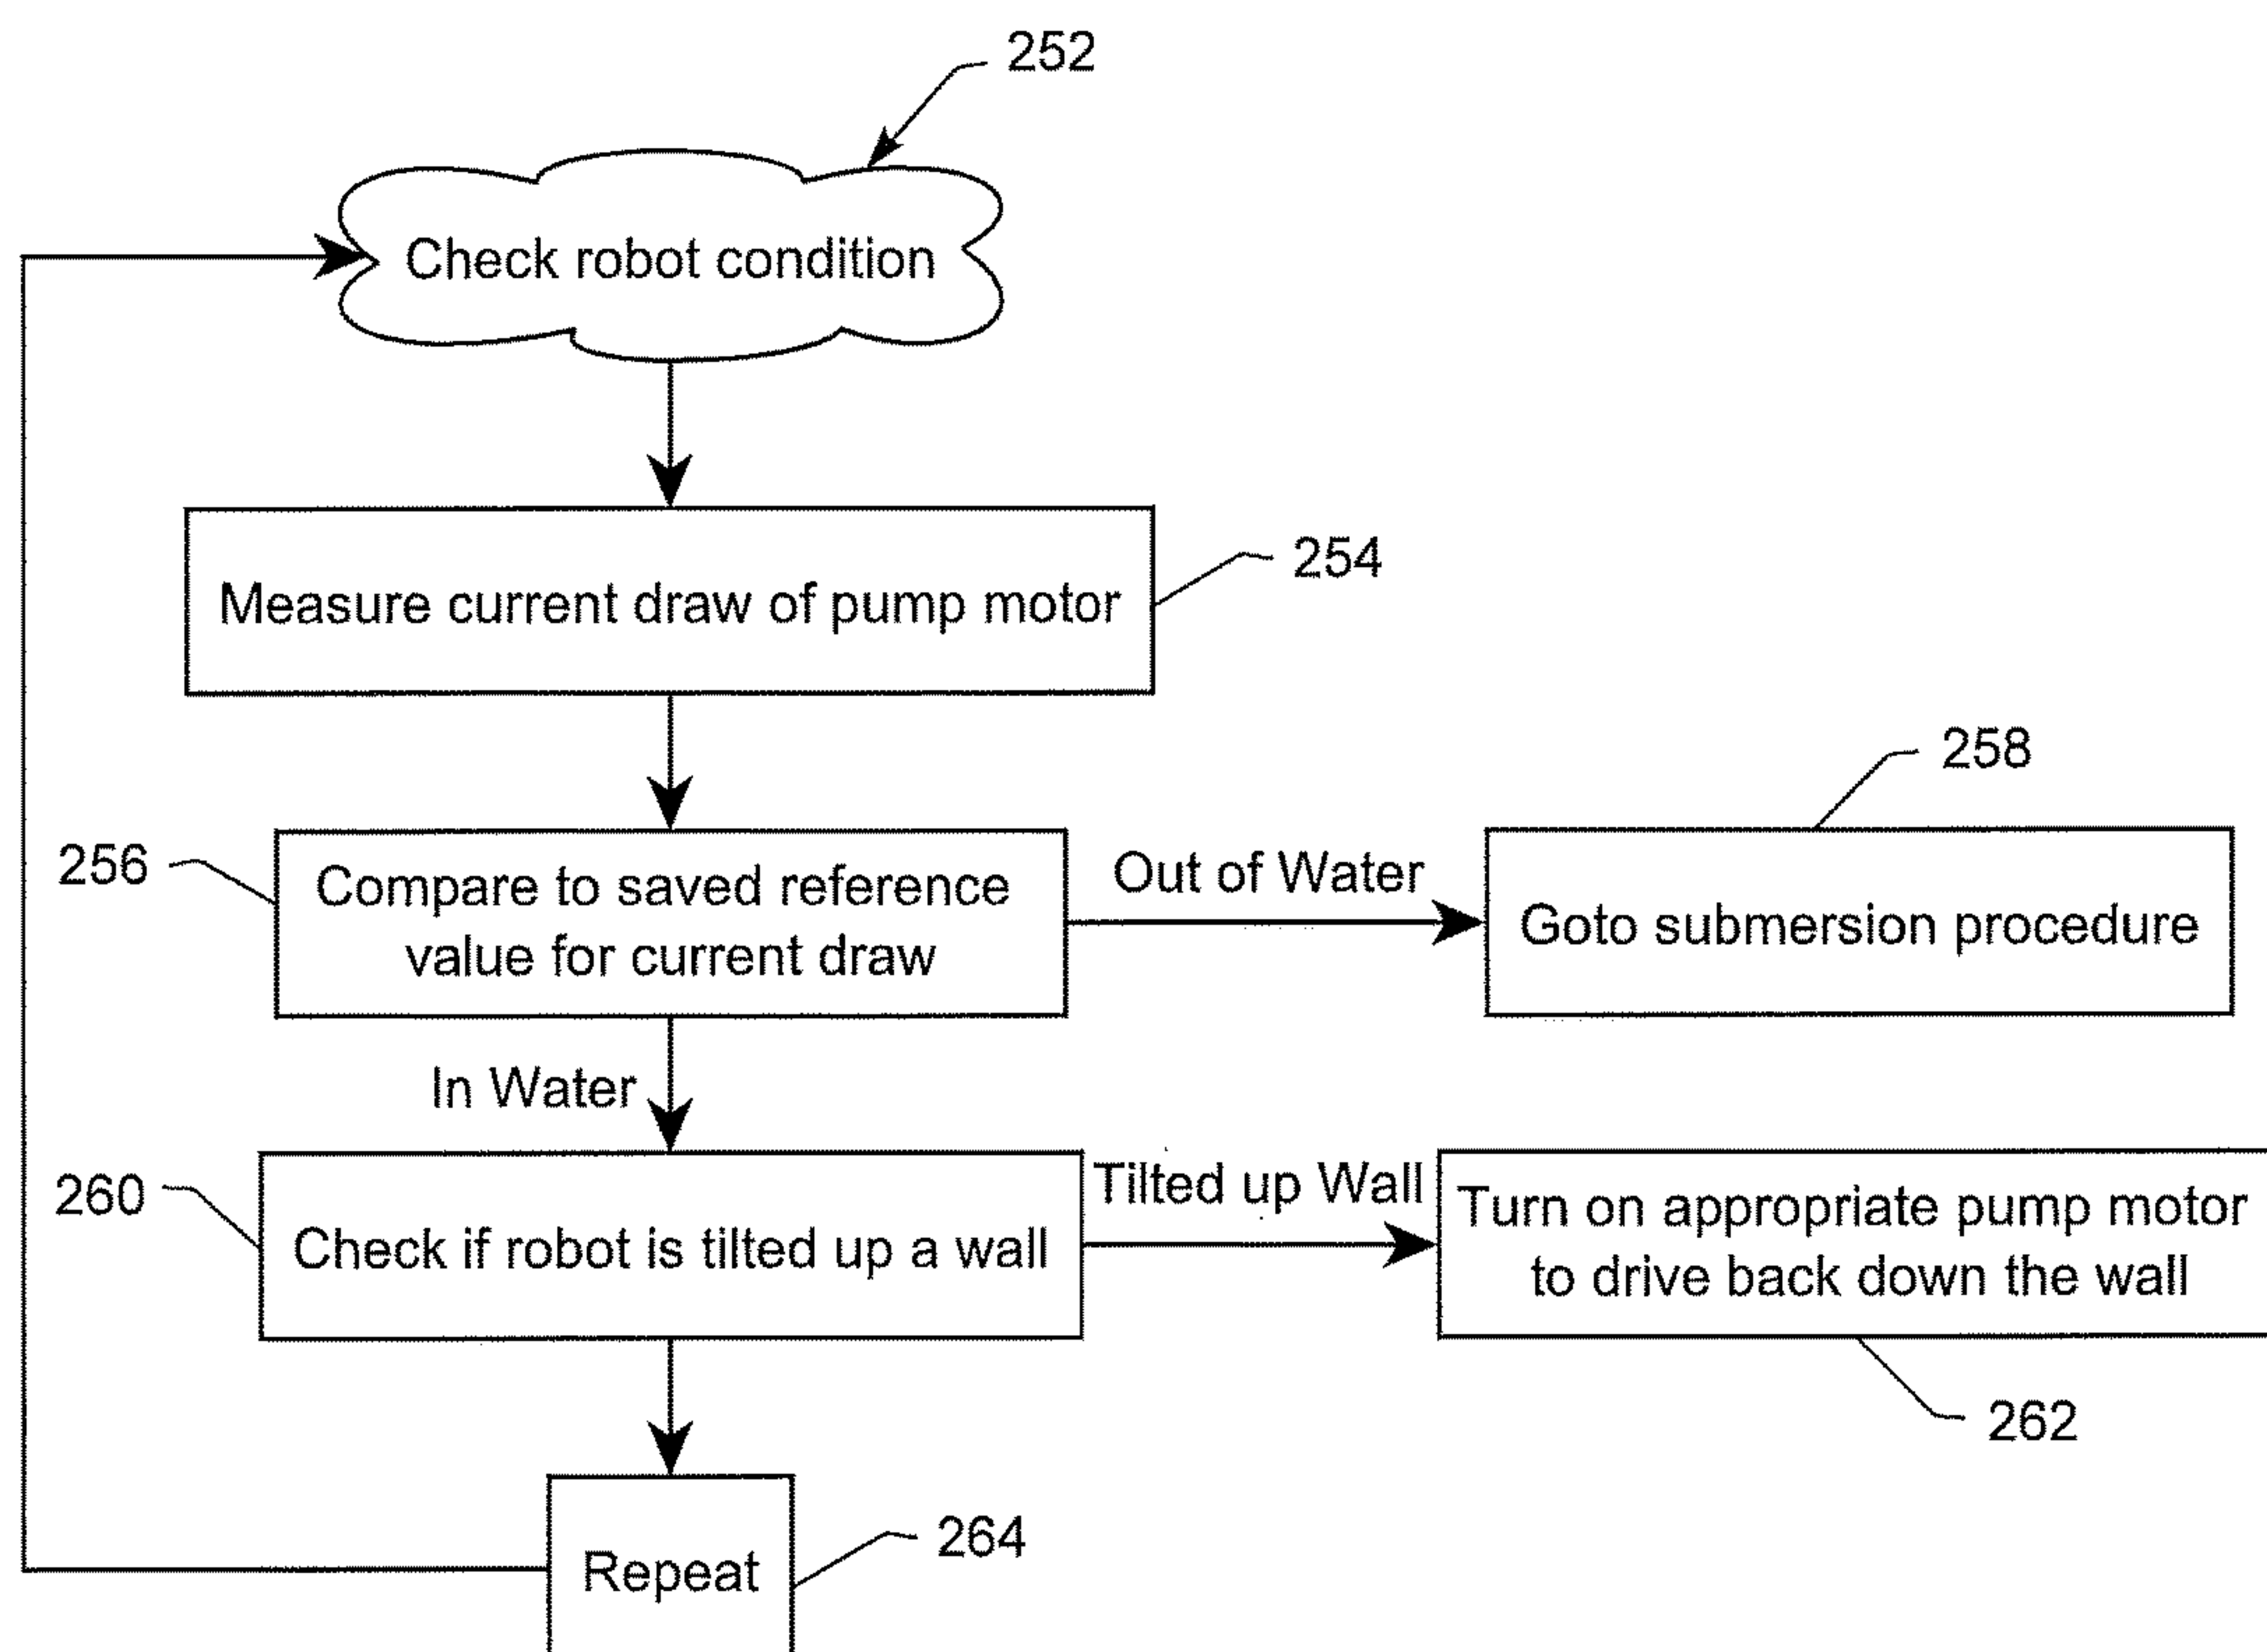 252
Check robot condition
Measure current draw of pump motor
254
258
256
Compare to saved reference
value for current draw
Out of Water
Goto submersion procedure
In Water
260
Check if robot is tilted up a wall
Tilted up Wall
Turn on appropriate pump motor
to drive back down the wall
262
Repeat
264